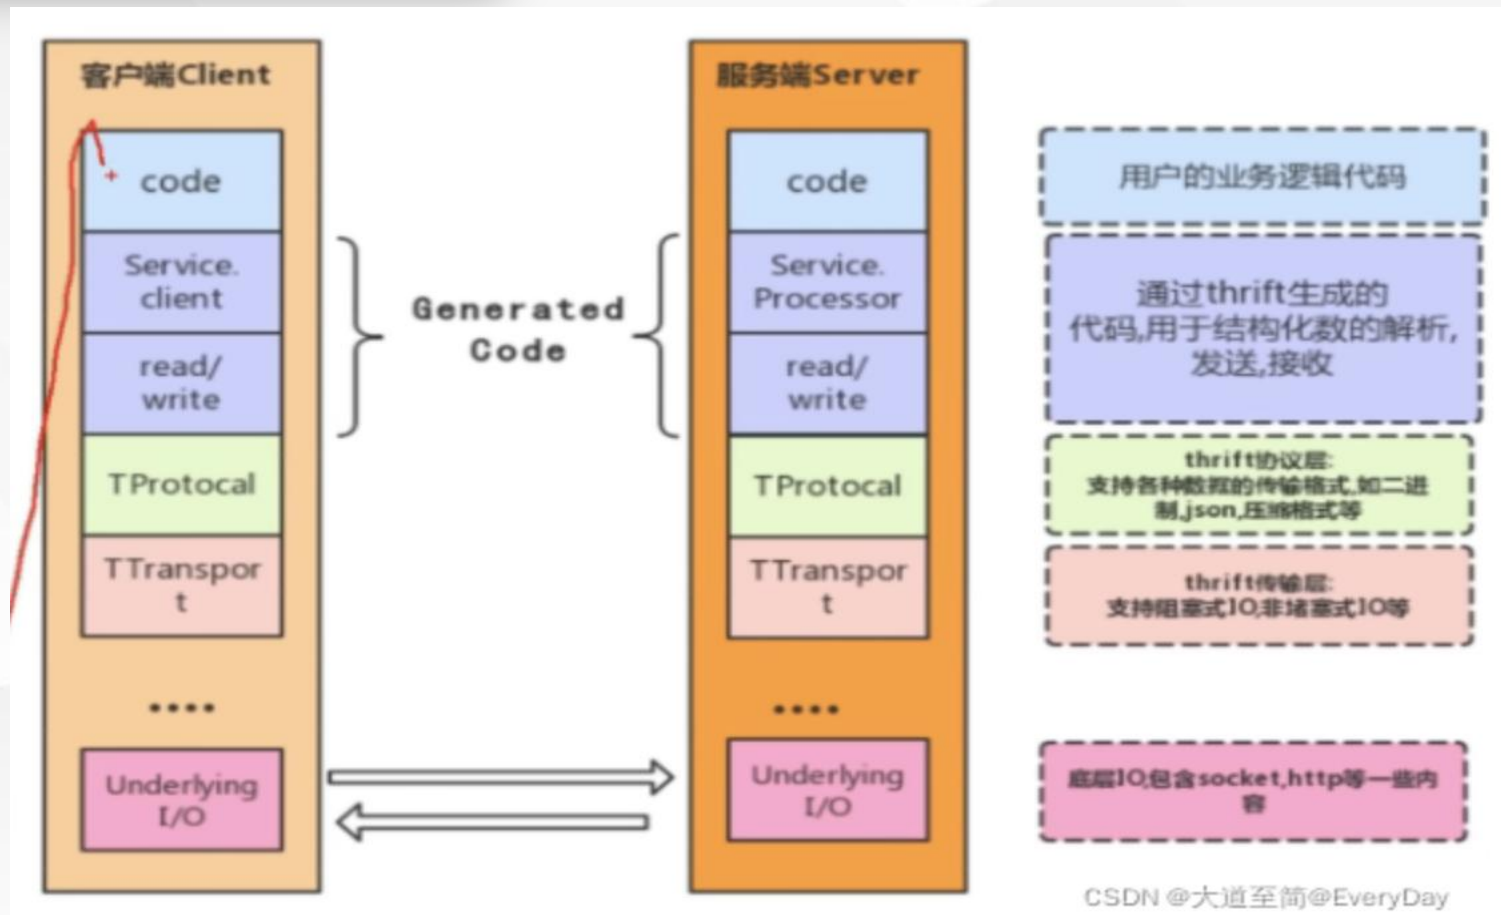 客户端Client
code
Service.
client
read/
write
TProtocal
TTranspor
t
....
Underlying
I/O
Generated
Code
服务端Server
code
Service.
Processor
read/
write
TProtocal
TTranspor
t
....
Underlying
I/O
用户的业务逻辑代码
通过thrift生成的
代码,用于结构化数的解析,
发送,接收
thrift协议层:
支持各种数据的传输格式,如二进
制,json,压缩格式等
thrift传输层:
支持阻塞式IO,非堵塞式IO等
底层IO,包含socket,http等一些内
容
CSDN @大道至简@EveryDay